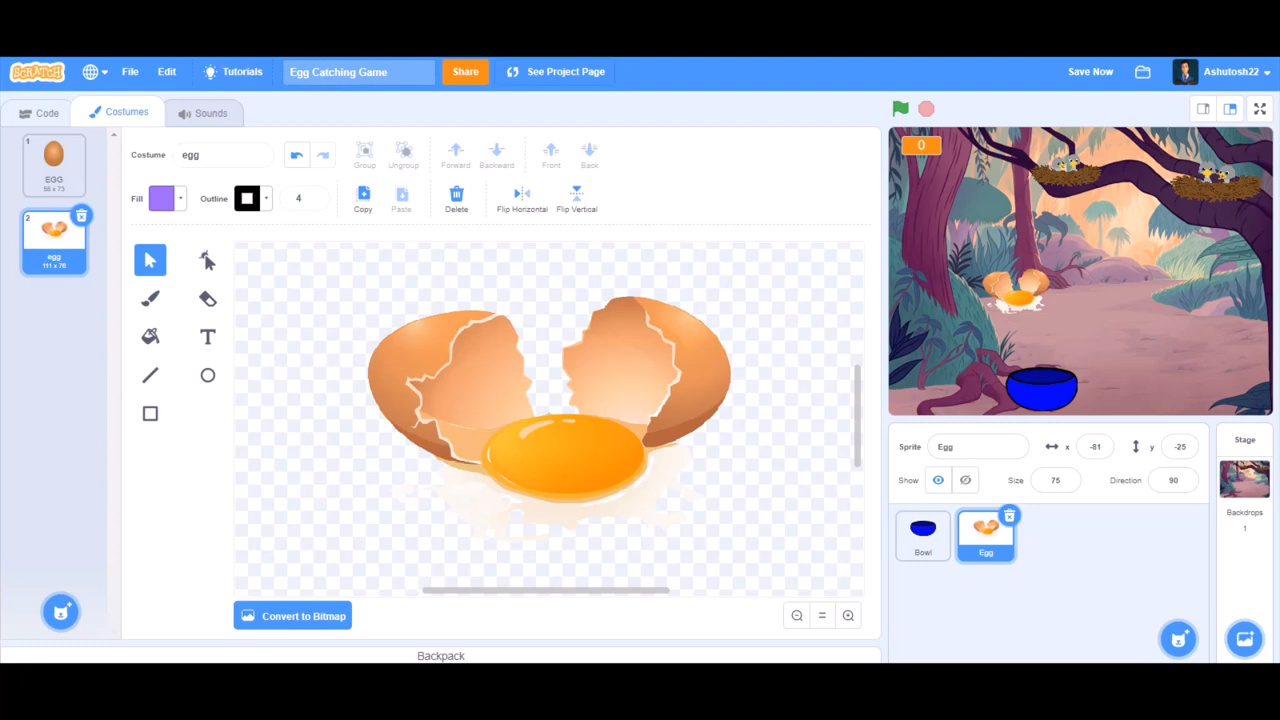 SCRATCH File Edit Tutorials Egg Catching Game Share See Project Page Save Now Ashutosh22
Code Costumes Sounds
1
EGG
55 x 73
2
egg
111 x 76
Costume egg Group Ungroup Forward Backward Front Back
Fill Outline 4 Copy Paste Delete Flip Horizontal Flip Vertical
T
Convert to Bitmap
Backpack
0
Sprite Egg x -81 y -25
Show Size 75 Direction 90
Bowl Egg
Stage
Backdrops
1